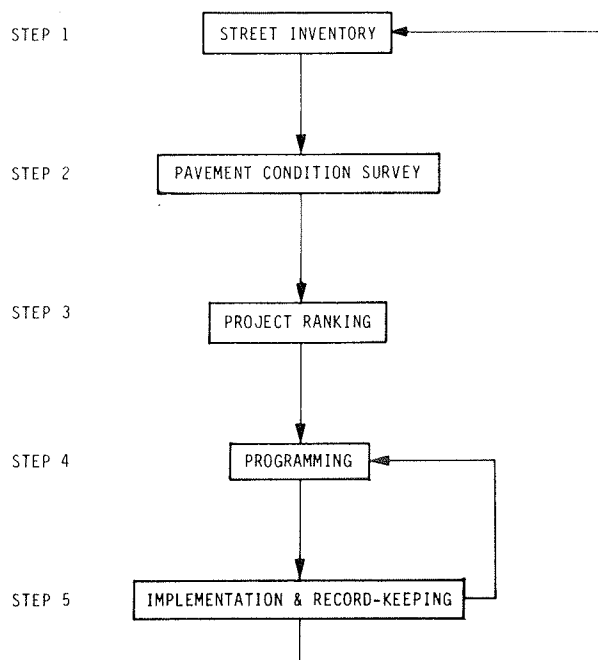 STEP 1
STREET INVENTORY
STEP 2
PAVEMENT CONDITION SURVEY
STEP 3
PROJECT RANKING
STEP 4
PROGRAMMING
STEP 5
IMPLEMENTATION & RECORD-KEEPING